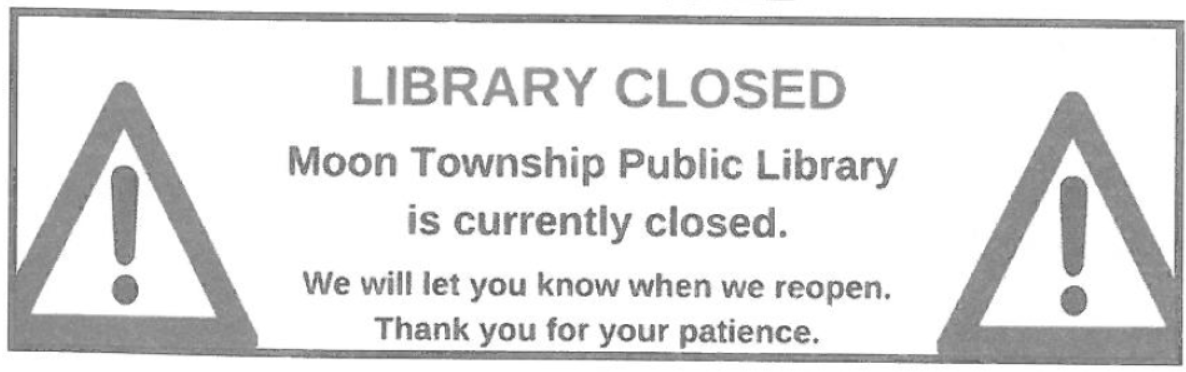 LIBRARY CLOSED
Moon Township Public Library
is currently closed.
We will let you know when we reopen.
Thank you for your patience.